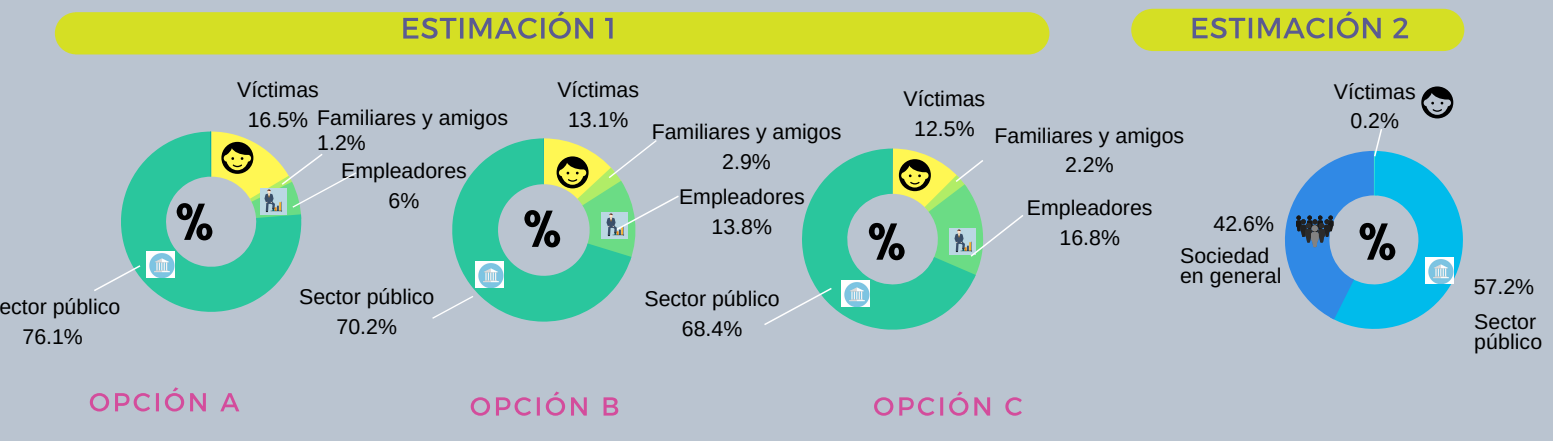 ESTIMACIÓN 1
Víctimas
16.5%
Familiares y amigos
1.2%
Empleadores
6%
%
ector público
76.1%
OPCIÓN A
Víctimas
13.1%
Familiares y amigos
2.9%
Empleadores
13.8%
%
Sector público
70.2%
OPCIÓN B
Víctimas
12.5%
Familiares y amigos
2.2%
Empleadores
16.8%
%
Sector público
68.4%
OPCIÓN C
ESTIMACIÓN 2
Víctimas
0.2%
42.6%
Sociedad
en general
%
57.2%
Sector
público